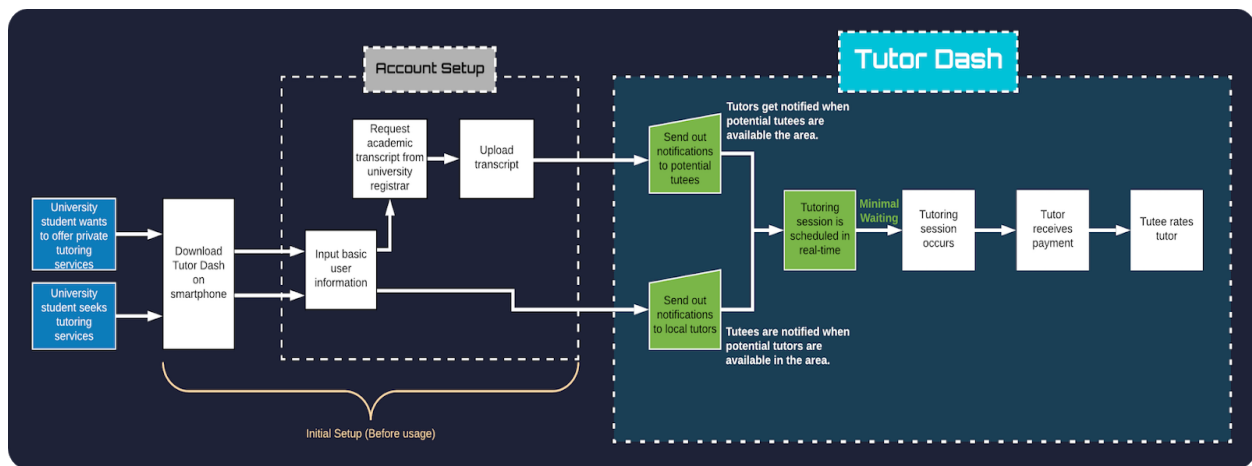 Tutor Dash
Account Setup
Tutors get notified when
potential tutees are
available the area.
Request
academic
transcript from
university
registrar
Upload
transcript
Send out
notifications
to potential
tutees
University
student wants
to offer private
tutoring
services
Download
Tutor Dash
on
smartphone
Input basic
user
information
Tutoring
session is
scheduled in
real-time
Minimal
Waiting
Tutoring
session
occurs
Tutor
receives
payment
Tutee rates
tutor
University
student seeks
tutoring
services
Send out
notifications
to local tutors
Tutees are notified when
potential tutors are
available in the area.
Initial Setup (Before usage)